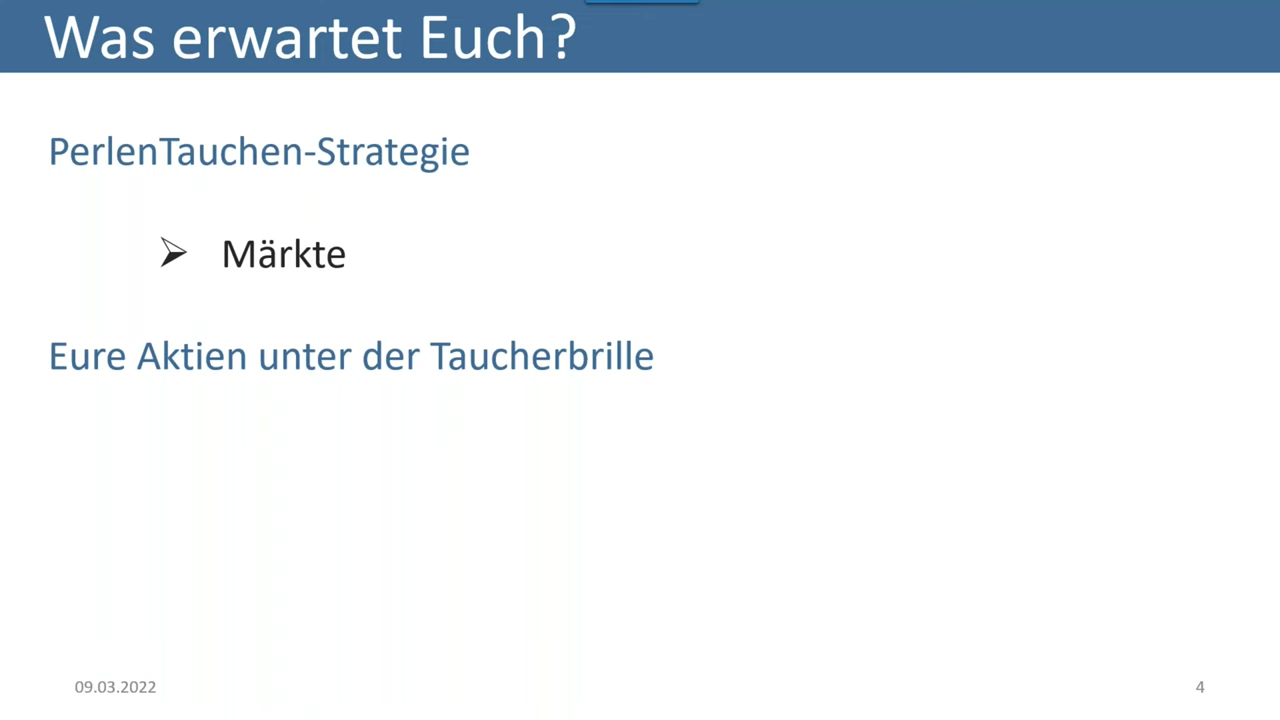 Was erwartet Euch?
PerlenTauchen-Strategie
Märkte
Eure Aktien unter der Taucherbrille
09.03.2022
4